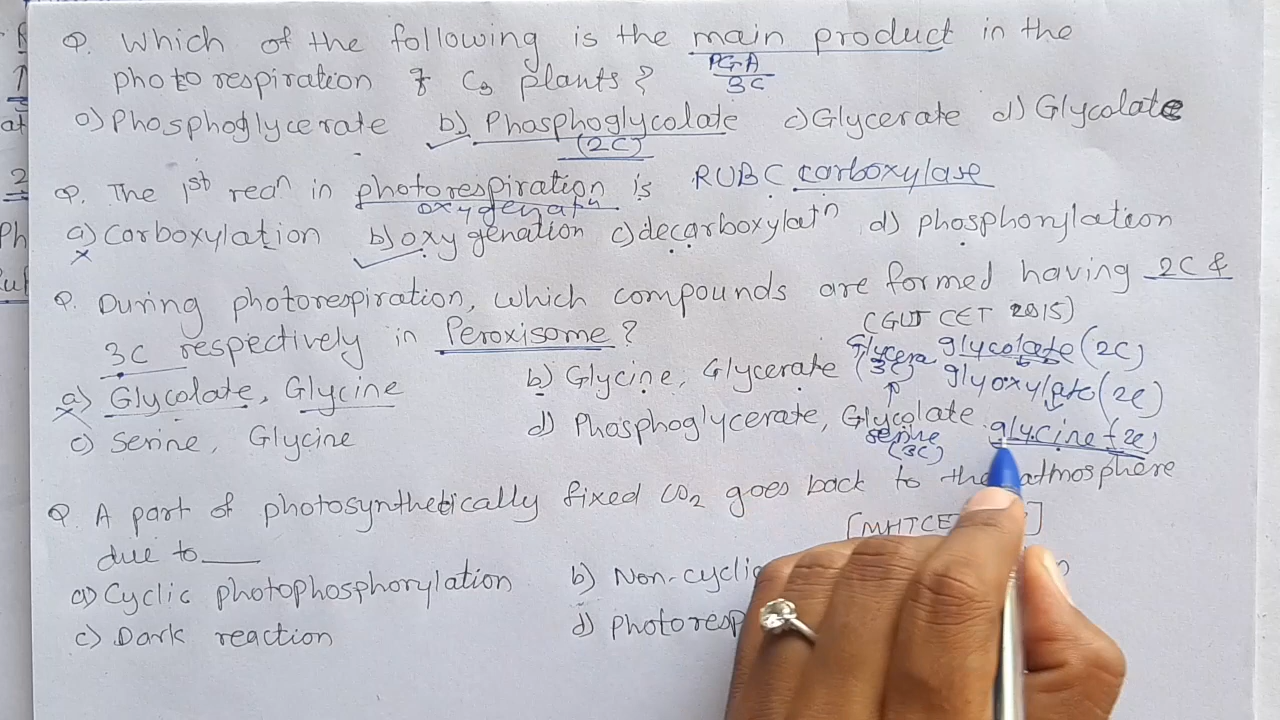 Q. Which of the following is the main product in the
photorespiration of C3 plants?
PGA
3C
a) Phosphoglycerate b) Phosphoglycolate c) Glycerate d) Glycolate
(2C)
Q. The 1st reaⁿ in photorespiration is RUBC carboxylase
oxygenatⁿ
a) Carboxylation b) oxygenation c) decarboxylatⁿ d) phosphorylation
x
Q. During photorespiration, which compounds are formed having 2C &
3C respectively in Peroxisome? (GUJ CET 2015)
glycolate (2C)
Glycera
(3C)
a) Glycolate, Glycine b) Glycine, Glycerate
glyoxylate (2C)
c) Serine, Glycine d) Phosphoglycerate, Glycolate
glycine (2C)
serine
(3C)
Q. A part of photosynthetically fixed CO2 goes back to the atmosphere
due to____ [MHTCET ]
a) Cyclic photophosphorylation b) Non-cyclic
c) Dark reaction d) photoresp